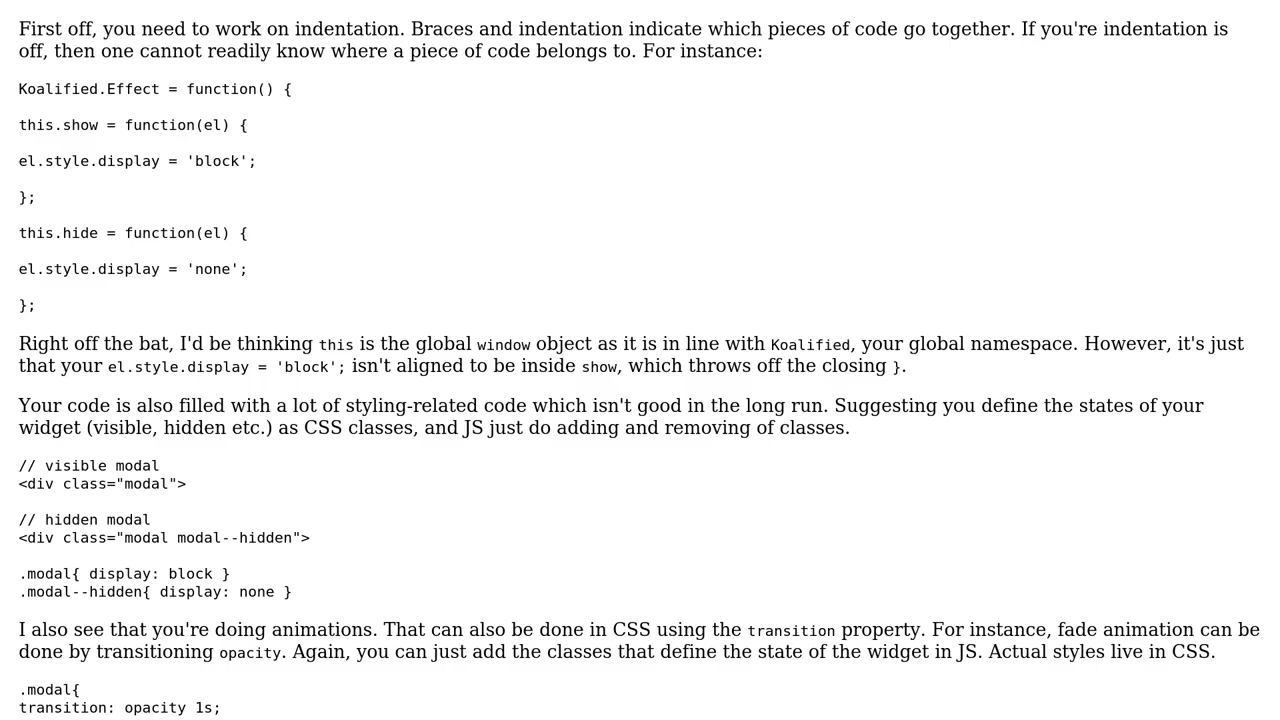 First off, you need to work on indentation. Braces and indentation indicate which pieces of code go together. If you're indentation is
off, then one cannot readily know where a piece of code belongs to. For instance:
Koalified.Effect = function() {
this.show = function(el) {
el.style.display = 'block';
};
this.hide = function(el) {
el.style.display = 'none';
};
Right off the bat, I'd be thinking this is the global window object as it is in line with Koalified, your global namespace. However, it's just
that your el.style.display = 'block'; isn't aligned to be inside show, which throws off the closing }.
Your code is also filled with a lot of styling-related code which isn't good in the long run. Suggesting you define the states of your
widget (visible, hidden etc.) as CSS classes, and JS just do adding and removing of classes.
// visible modal
<div class="modal">
// hidden modal
<div class="modal modal--hidden">
.modal{ display: block }
.modal--hidden{ display: none }
I also see that you're doing animations. That can also be done in CSS using the transition property. For instance, fade animation can be
done by transitioning opacity. Again, you can just add the classes that define the state of the widget in JS. Actual styles live in CSS.
.modal{
transition: opacity 1s;